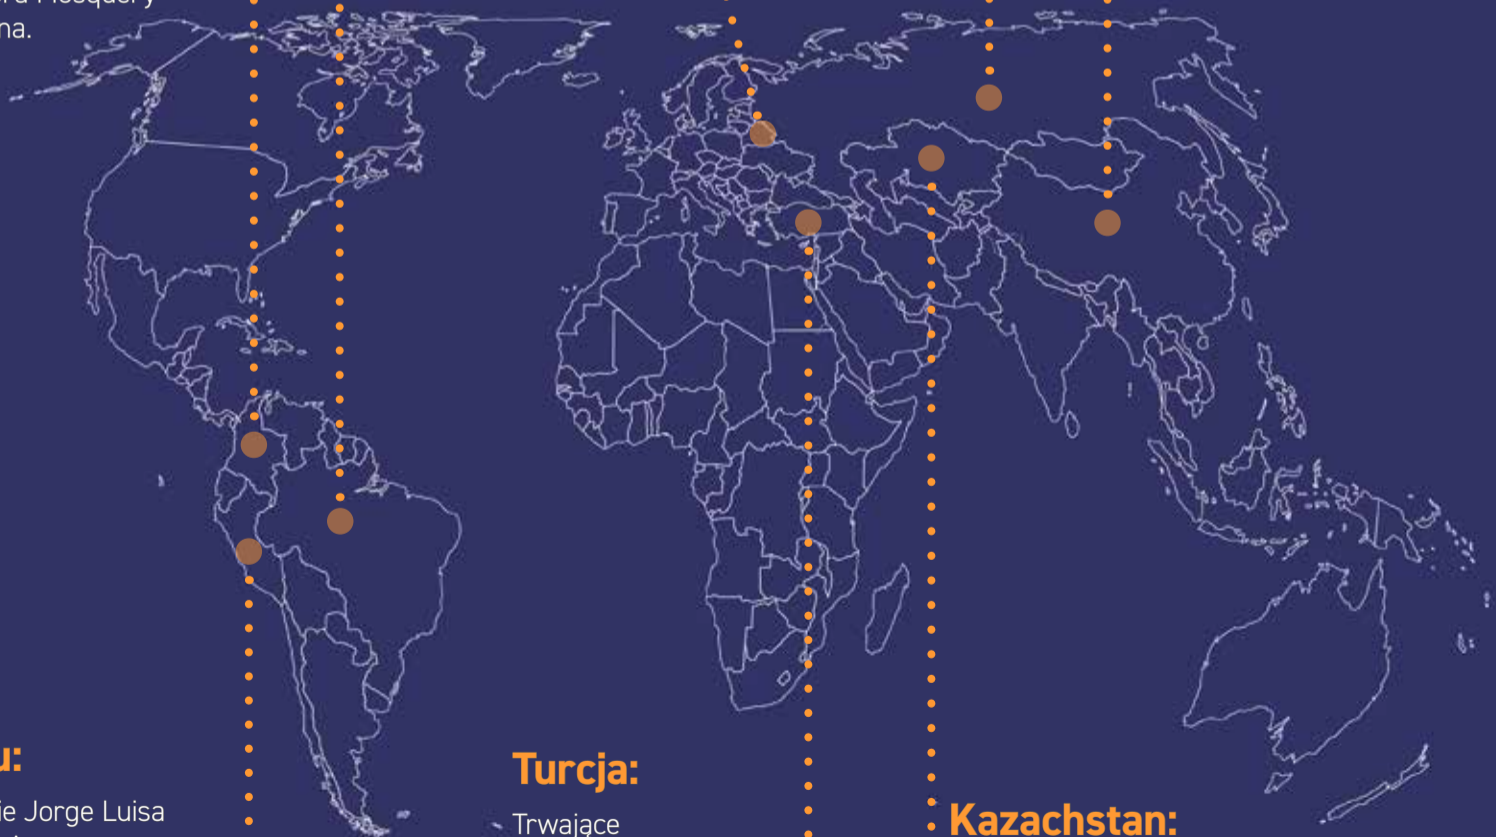 na.
u:
ie Jorge Luisa
Turcja:
Trwające
Kazachstan: